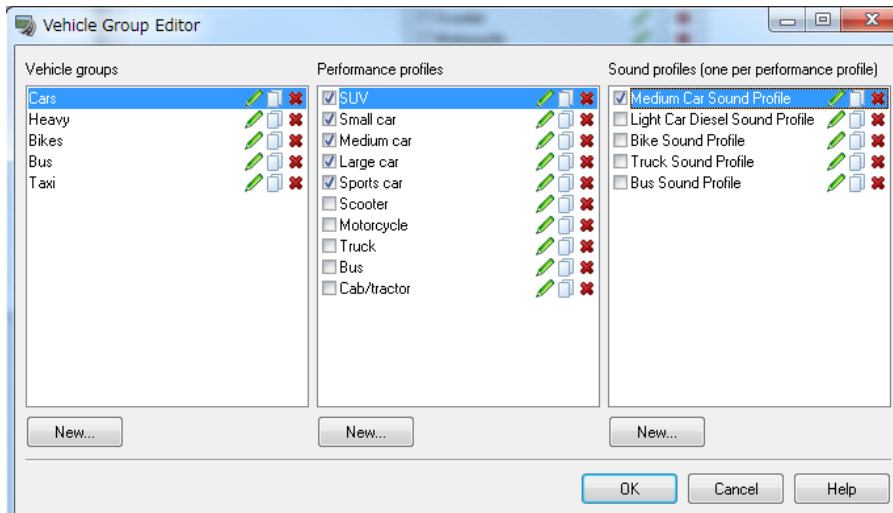 Vehicle Group Editor
Vehicle groups
Cars
Heavy
Bikes
Bus
Taxi
New...
Performance profiles
SUV
Small car
Medium car
Large car
Sports car
Scooter
Motorcycle
Truck
Bus
Cab/tractor
New...
Sound profiles (one per performance profile)
Medium Car Sound Profile
Light Car Diesel Sound Profile
Bike Sound Profile
Truck Sound Profile
Bus Sound Profile
New...
OK
Cancel
Help